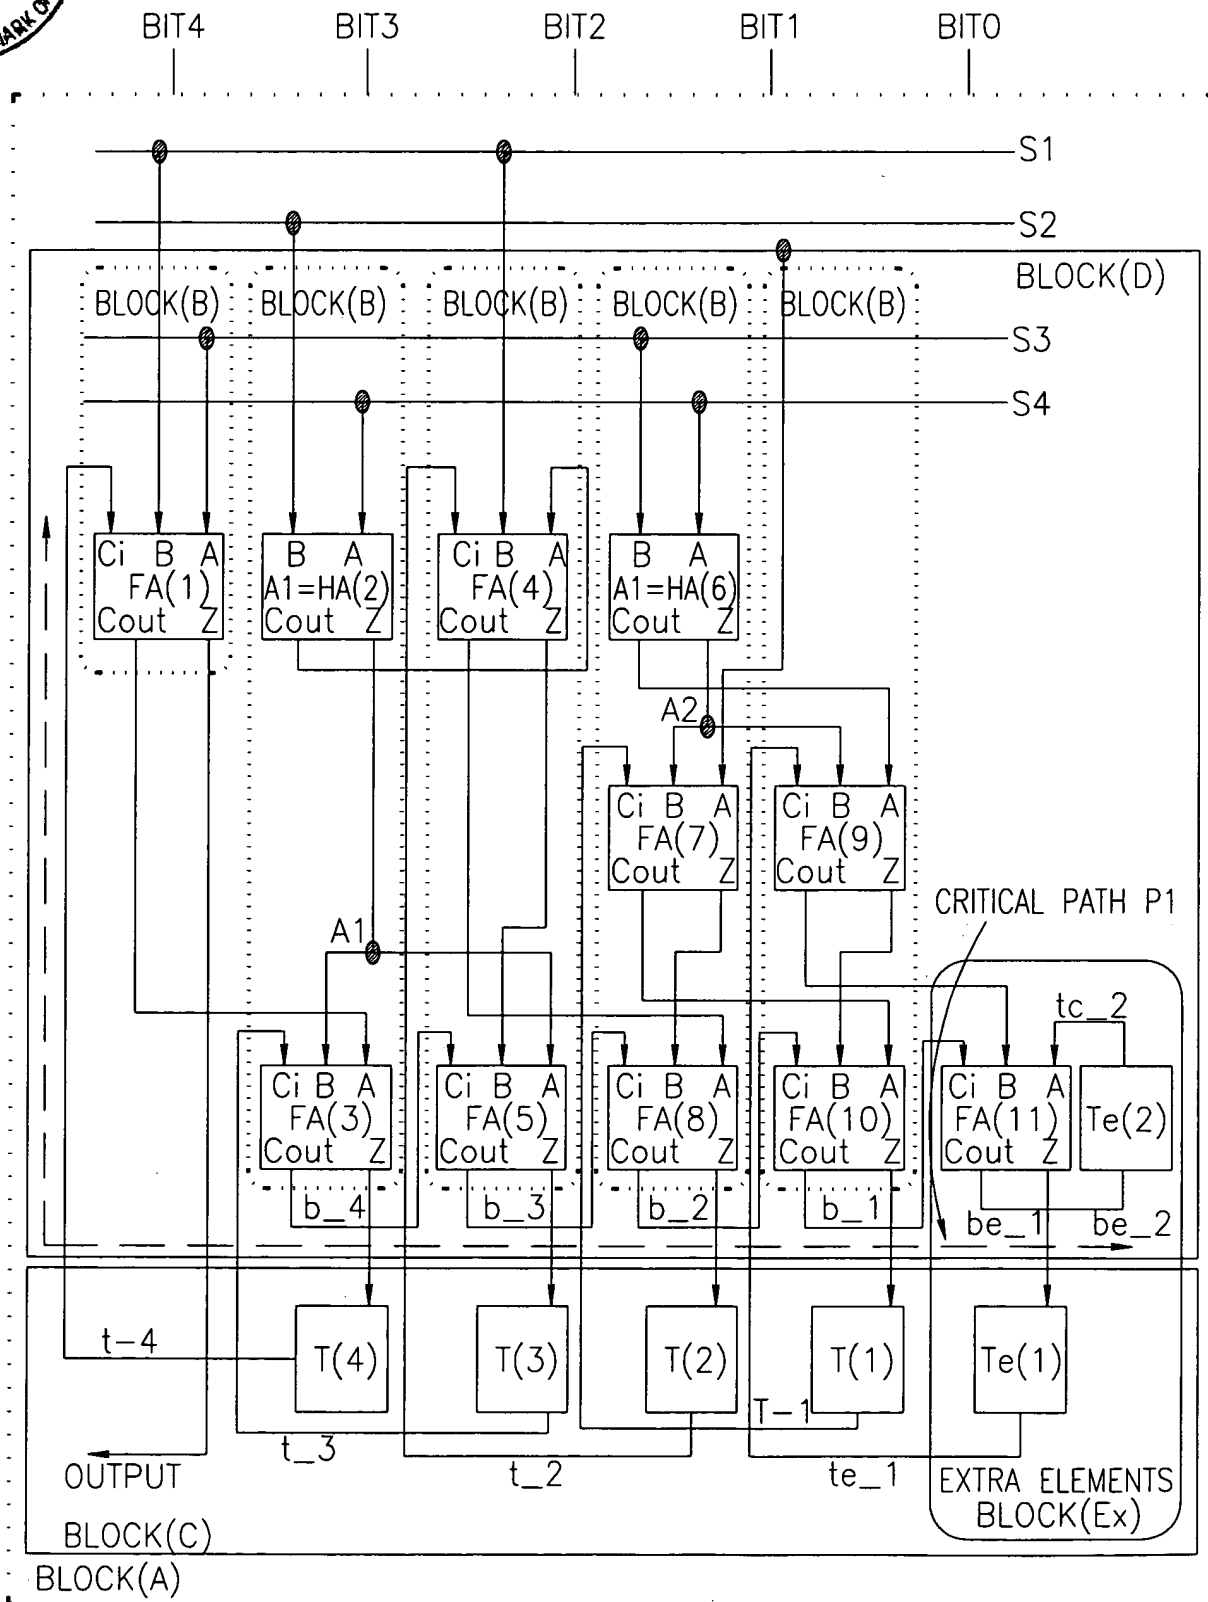 MARK O
BIT4 BIT3 BIT2 BIT1 BIT0
S1
S2
BLOCK(D)
BLOCK(B) BLOCK(B) BLOCK(B) BLOCK(B) BLOCK(B)
S3
S4
Ci B A B A Ci B A B A
FA(1) A1=HA(2) FA(4) A1=HA(6)
Cout Z Cout Z Cout Z Cout Z
A2
Ci B A Ci B A
FA(7) FA(9)
Cout Z Cout Z
CRITICAL PATH P1
A1
tc_2
Ci B A Ci B A Ci B A Ci B A Ci B A
FA(3) FA(5) FA(8) FA(10) FA(11) Te(2)
Cout Z Cout Z Cout Z Cout Z Cout Z
b_4 b_3 b_2 b_1 be_1 be_2
t-4 T(4) T(3) T(2) T(1) Te(1)
T-1
t_3
OUTPUT t_2 te_1 EXTRA ELEMENTS
BLOCK(Ex)
BLOCK(C)
BLOCK(A)